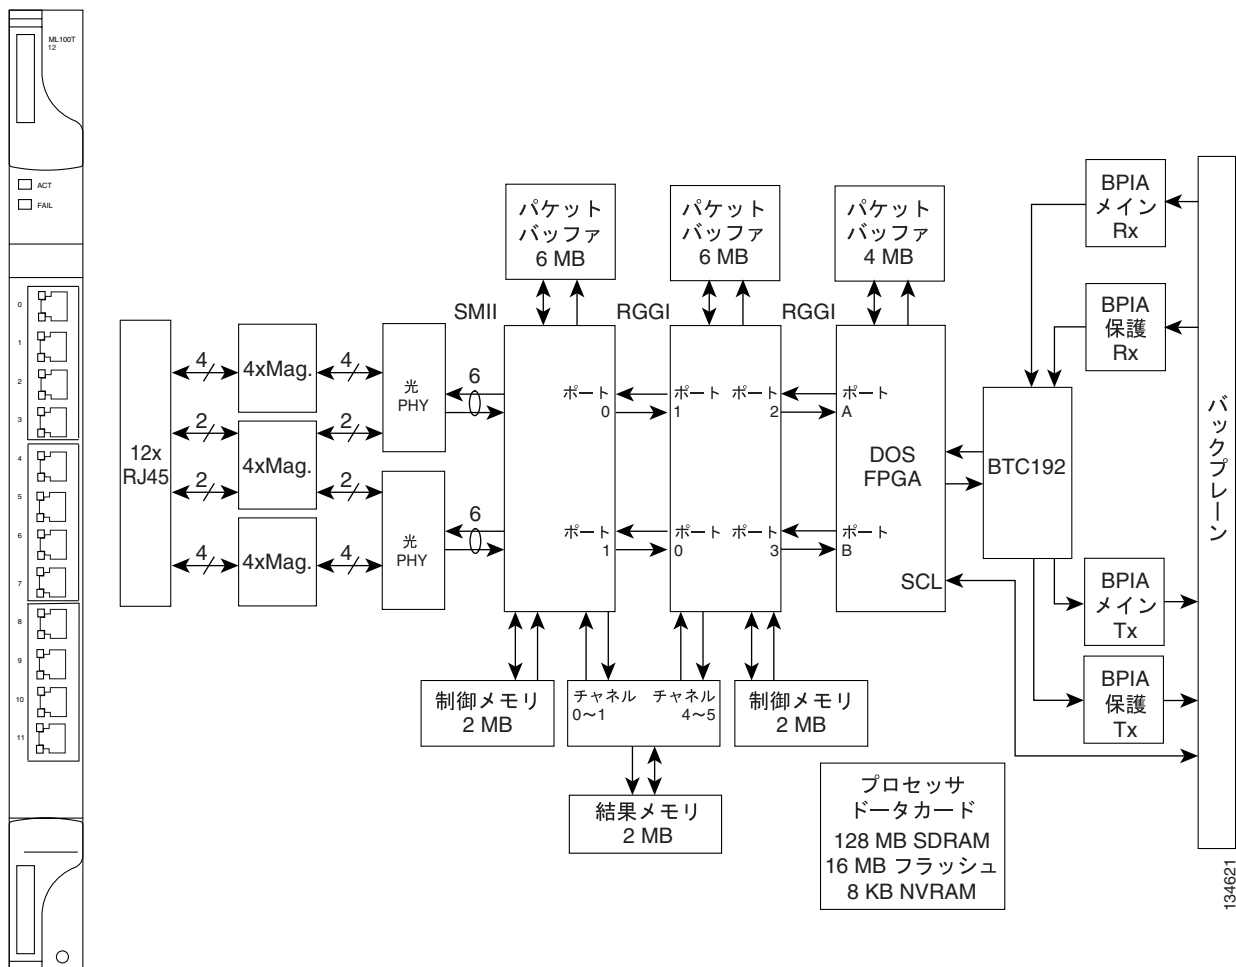 ML100T
12
ACT
FAIL
0
1
2
3
4
5
6
7
8
9
10
11
12x
RJ45
4
2
2
4
4xMag.
4xMag.
4xMag.
4
2
2
4
光
PHY
光
PHY
6
6
SMII
パケット
バッファ
6 MB
ポート
0
ポート
1
RGGI
パケット
バッファ
6 MB
ポート
1
ポート
2
ポート
0
ポート
3
RGGI
パケット
バッファ
4 MB
ポート
A
DOS
FPGA
ポート
B
SCL
BTC192
BPIA
メイン
Rx
BPIA
保護
Rx
BPIA
メイン
Tx
BPIA
保護
Tx
バックプレーン
制御メモリ
2 MB
チャネル
0～1
チャネル
4～5
制御メモリ
2 MB
結果メモリ
2 MB
プロセッサ
ドータカード
128 MB SDRAM
16 MB フラッシュ
8 KB NVRAM
134621